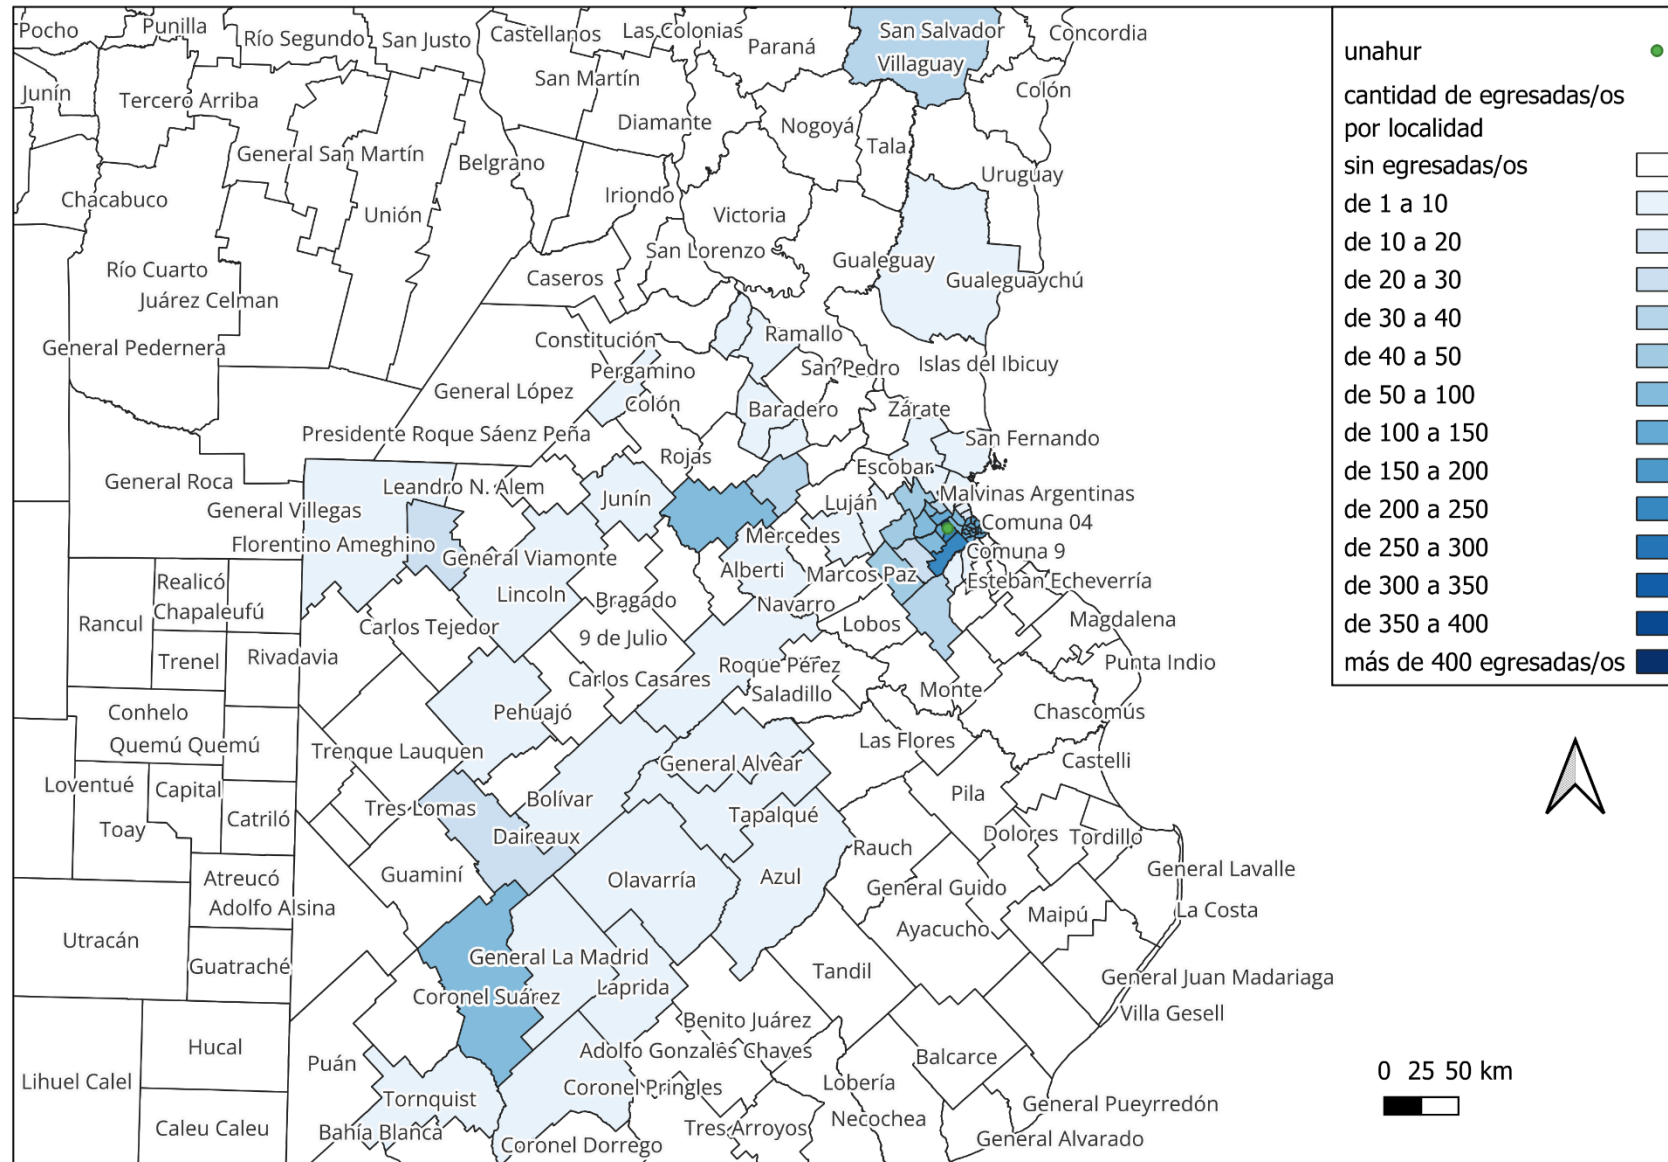 Pocho
Punilla
Río Segundo
San Justo
Castellanos
Las Colonias
Paraná
San Salvador
Concordia
Villaguay
Junín
Tercero Arriba
San Martín
Colón
Diamante
Nogoyá
Tala
General San Martín
Belgrano
Uruguay
Chacabuco
Unión
Iriondo
Victoria
San Lorenzo
Río Cuarto
Caseros
Gualeguay
Gualeguaychú
Juárez Celman
General Pedernera
Constitución
Ramallo
Pergamino
San Pedro
Islas del Ibicuy
General López
Colón
Baradero
Zárate
Presidente Roque Sáenz Peña
San Fernando
Rojas
Escobar
General Roca
Leandro N. Alem
Junín
Luján
Malvinas Argentinas
General Villegas
Comuna 04
Florentino Ameghino
Mercedes
Comuna 9
General Viamonte
Alberti
Marcos Paz
Esteban Echeverría
Realicó
Lincoln
Bragado
Navarro
Chapaleufú
Rancul
Carlos Tejedor
9 de Julio
Lobos
Magdalena
Trenel
Rivadavia
Roque Pérez
Punta Indio
Carlos Casares
Saladillo
Monte
Conhelo
Pehuajó
Chascomús
Quemú Quemú
Trenque Lauquen
Las Flores
General Alvear
Castelli
Loventué
Capital
Tres Lomas
Bolívar
Pila
Toay
Catriló
Daireaux
Tapalqué
Dolores
Tordillo
Rauch
General Lavalle
Guaminí
Olavarría
Azul
Atreucó
General Guido
Adolfo Alsina
Maipú
La Costa
Utracán
Ayacucho
Guatraché
General La Madrid
Tandil
General Juan Madariaga
Coronel Suárez
Laprida
Villa Gesell
Benito Juárez
Hucal
Adolfo Gonzales Chaves
Balcarce
Puán
Lihuel Calel
Coronel Pringles
Lobería
Tornquist
General Pueyrredón
Necochea
Caleu Caleu
Bahía Blanca
Tres Arroyos
Coronel Dorrego
General Alvarado
unahur
cantidad de egresadas/os
por localidad
sin egresadas/os
de 1 a 10
de 10 a 20
de 20 a 30
de 30 a 40
de 40 a 50
de 50 a 100
de 100 a 150
de 150 a 200
de 200 a 250
de 250 a 300
de 300 a 350
de 350 a 400
más de 400 egresadas/os
0 25 50 km